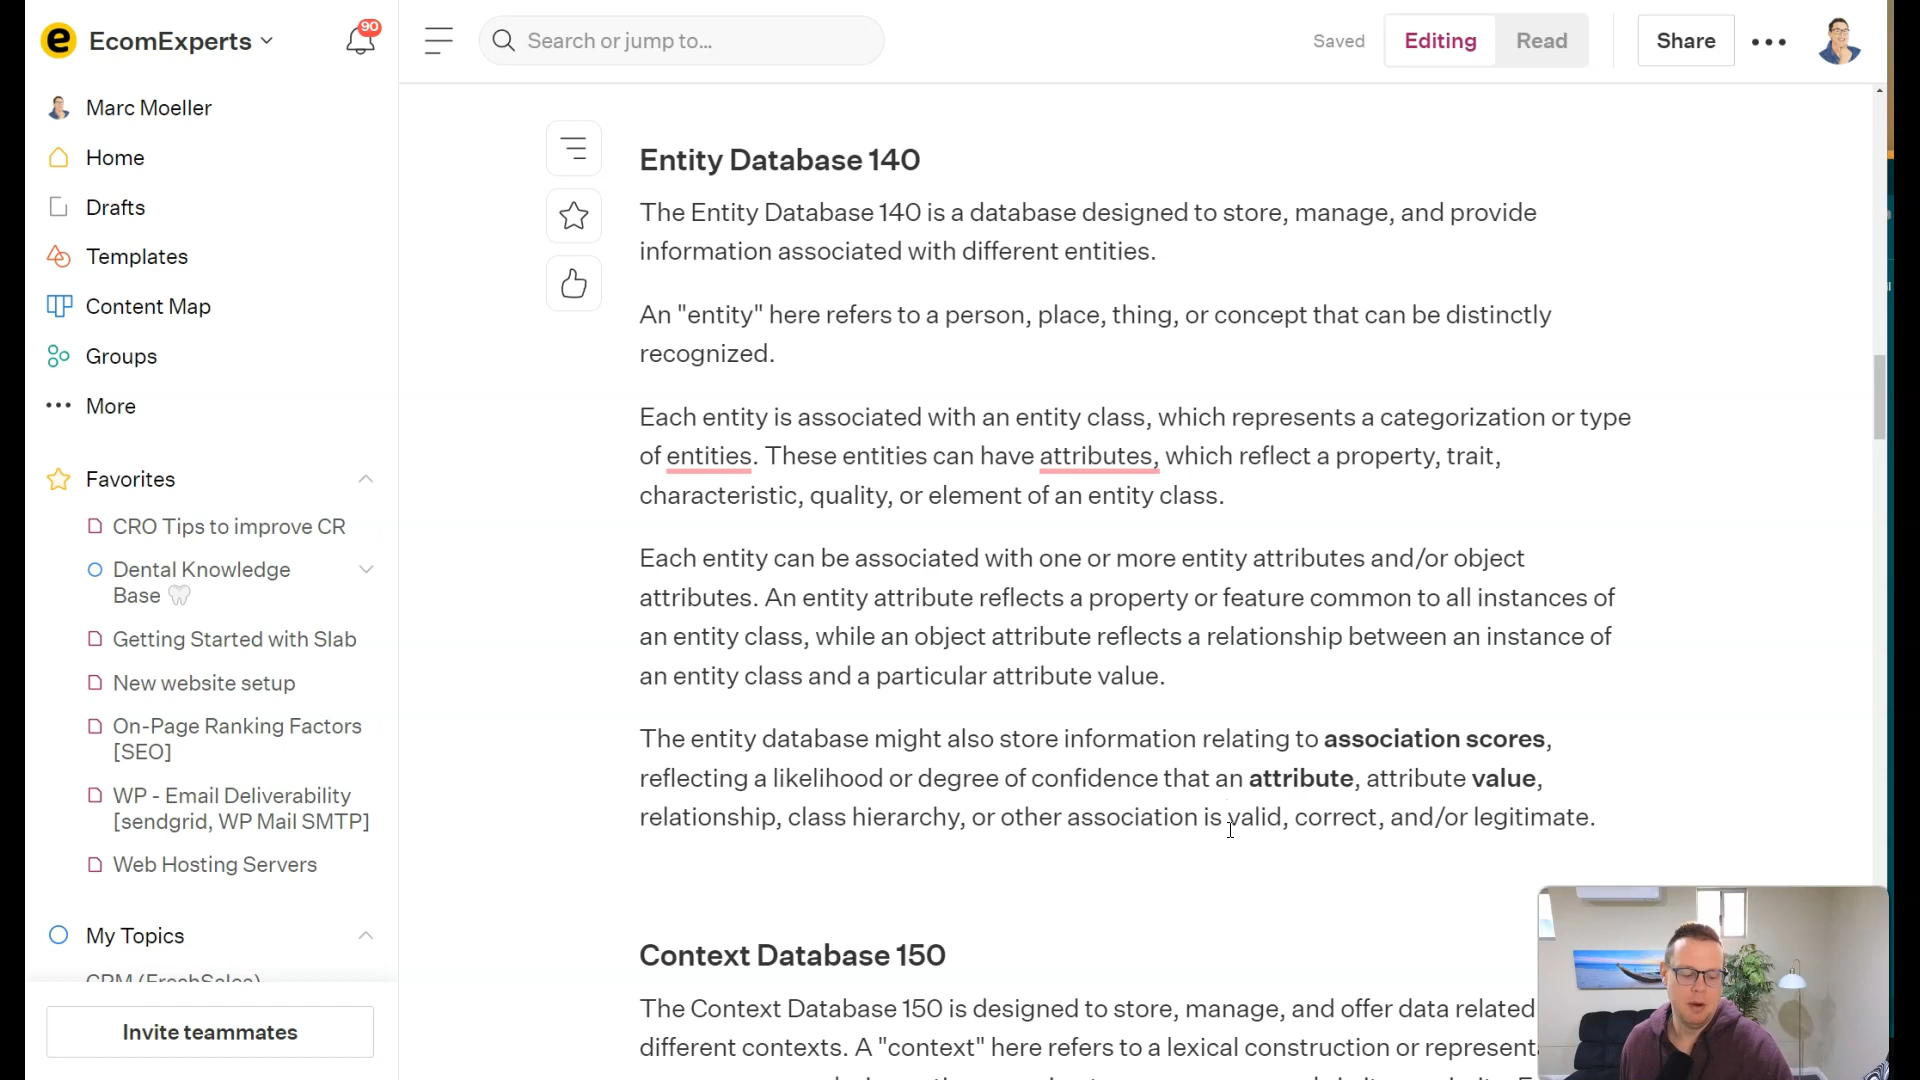 e EcomExperts
90
Search or jump to...
Saved
Editing
Read
Share
Marc Moeller
Home
Drafts
Templates
Content Map
Groups
More
Favorites
CRO Tips to improve CR
Dental Knowledge
Base
Getting Started with Slab
New website setup
On-Page Ranking Factors
[SEO]
WP - Email Deliverability
[sendgrid, WP Mail SMTP]
Web Hosting Servers
My Topics
CRM (FreshSales)
Invite teammates
Entity Database 140
The Entity Database 140 is a database designed to store, manage, and provide
information associated with different entities.
An "entity" here refers to a person, place, thing, or concept that can be distinctly
recognized.
Each entity is associated with an entity class, which represents a categorization or type
of entities. These entities can have attributes, which reflect a property, trait,
characteristic, quality, or element of an entity class.
Each entity can be associated with one or more entity attributes and/or object
attributes. An entity attribute reflects a property or feature common to all instances of
an entity class, while an object attribute reflects a relationship between an instance of
an entity class and a particular attribute value.
The entity database might also store information relating to association scores,
reflecting a likelihood or degree of confidence that an attribute, attribute value,
relationship, class hierarchy, or other association is valid, correct, and/or legitimate.
Context Database 150
The Context Database 150 is designed to store, manage, and offer data related
different contexts. A "context" here refers to a lexical construction or represent